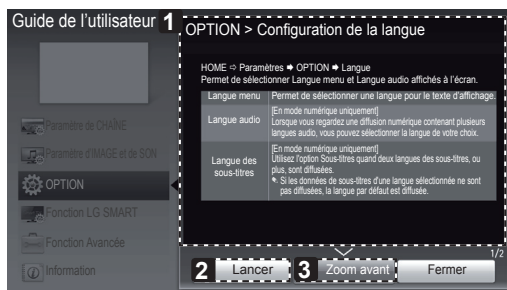 Guide de l'utilisateur
1
OPTION > Configuration de la langue
HOME ⇨ Paramètres ➡ OPTION ➡ Langue
Permet de sélectionner Langue menu et Langue audio affichés à l'écran.
Langue menu Permet de sélectionner une langue pour le texte d'affichage.
Langue audio
[En mode numérique uniquement]
Lorsque vous regardez une diffusion numérique contenant plusieurs
langues audio, vous pouvez sélectionner la langue de votre choix.
Langue des
sous-titres
[En mode numérique uniquement]
Utilisez l'option Sous-titres quand deux langues des sous-titres, ou
plus, sont diffusées.
✎ Si les données de sous-titres d'une langue sélectionnée ne sont
pas diffusées, la langue par défaut est diffusée.
Paramètre de CHAÎNE
Paramètre d'IMAGE et de SON
OPTION
Fonction LG SMART
Fonction Avancée
Information
1/2
2 Lancer
3 Zoom avant
Fermer